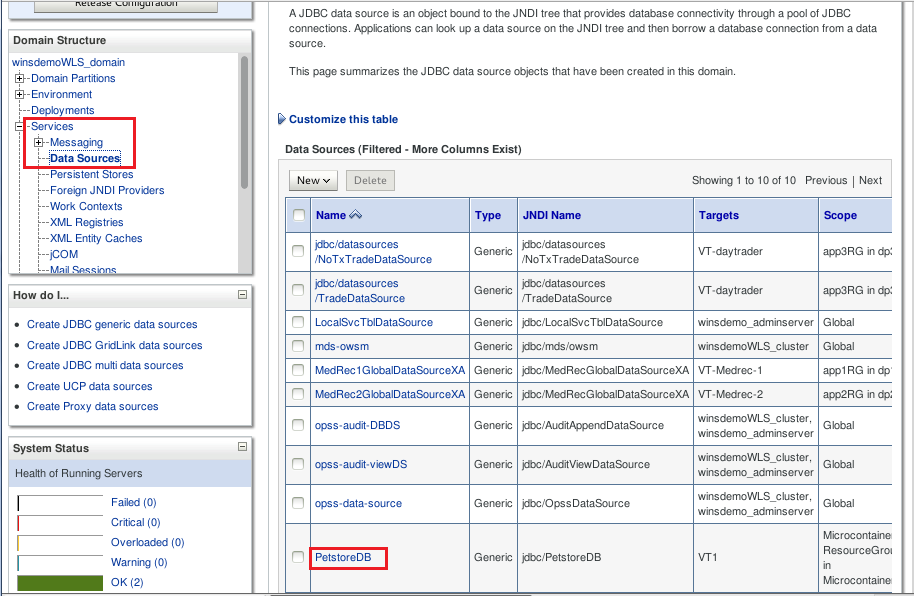 Release Configuration
Domain Structure
winsdemoWLS_domain
Domain Partitions
Environment
Deployments
Services
Messaging
Data Sources
Persistent Stores
Foreign JNDI Providers
Work Contexts
XML Registries
XML Entity Caches
jCOM
Mail Sessions
How do I...
Create JDBC generic data sources
Create JDBC GridLink data sources
Create JDBC multi data sources
Create UCP data sources
Create Proxy data sources
System Status
Health of Running Servers
Failed (0)
Critical (0)
Overloaded (0)
Warning (0)
OK (2)
A JDBC data source is an object bound to the JNDI tree that provides database connectivity through a pool of JDBC
connections. Applications can look up a data source on the JNDI tree and then borrow a database connection from a data
source.
This page summarizes the JDBC data source objects that have been created in this domain.
Customize this table
Data Sources (Filtered - More Columns Exist)
New Delete Showing 1 to 10 of 10 Previous | Next
Name Type JNDI Name Targets Scope
jdbc/datasources
/NoTxTradeDataSource Generic jdbc/datasources
/NoTxTradeDataSource VT-daytrader app3RG in dp3
jdbc/datasources
/TradeDataSource Generic jdbc/datasources
/TradeDataSource VT-daytrader app3RG in dp3
LocalSvcTblDataSource Generic jdbc/LocalSvcTblDataSource winsdemo_adminserver Global
mds-owsm Generic jdbc/mds/owsm winsdemoWLS_cluster Global
MedRec1GlobalDataSourceXA Generic jdbc/MedRecGlobalDataSourceXA VT-Medrec-1 app1RG in dp1
MedRec2GlobalDataSourceXA Generic jdbc/MedRecGlobalDataSourceXA VT-Medrec-2 app2RG in dp2
opss-audit-DBDS Generic jdbc/AuditAppendDataSource winsdemoWLS_cluster,
winsdemo_adminserver Global
opss-audit-viewDS Generic jdbc/AuditViewDataSource winsdemoWLS_cluster,
winsdemo_adminserver Global
opss-data-source Generic jdbc/OpssDataSource winsdemoWLS_cluster,
winsdemo_adminserver Global
PetstoreDB Generic jdbc/PetstoreDB VT1 Microcontainer
ResourceGrou
in
Microcontainer